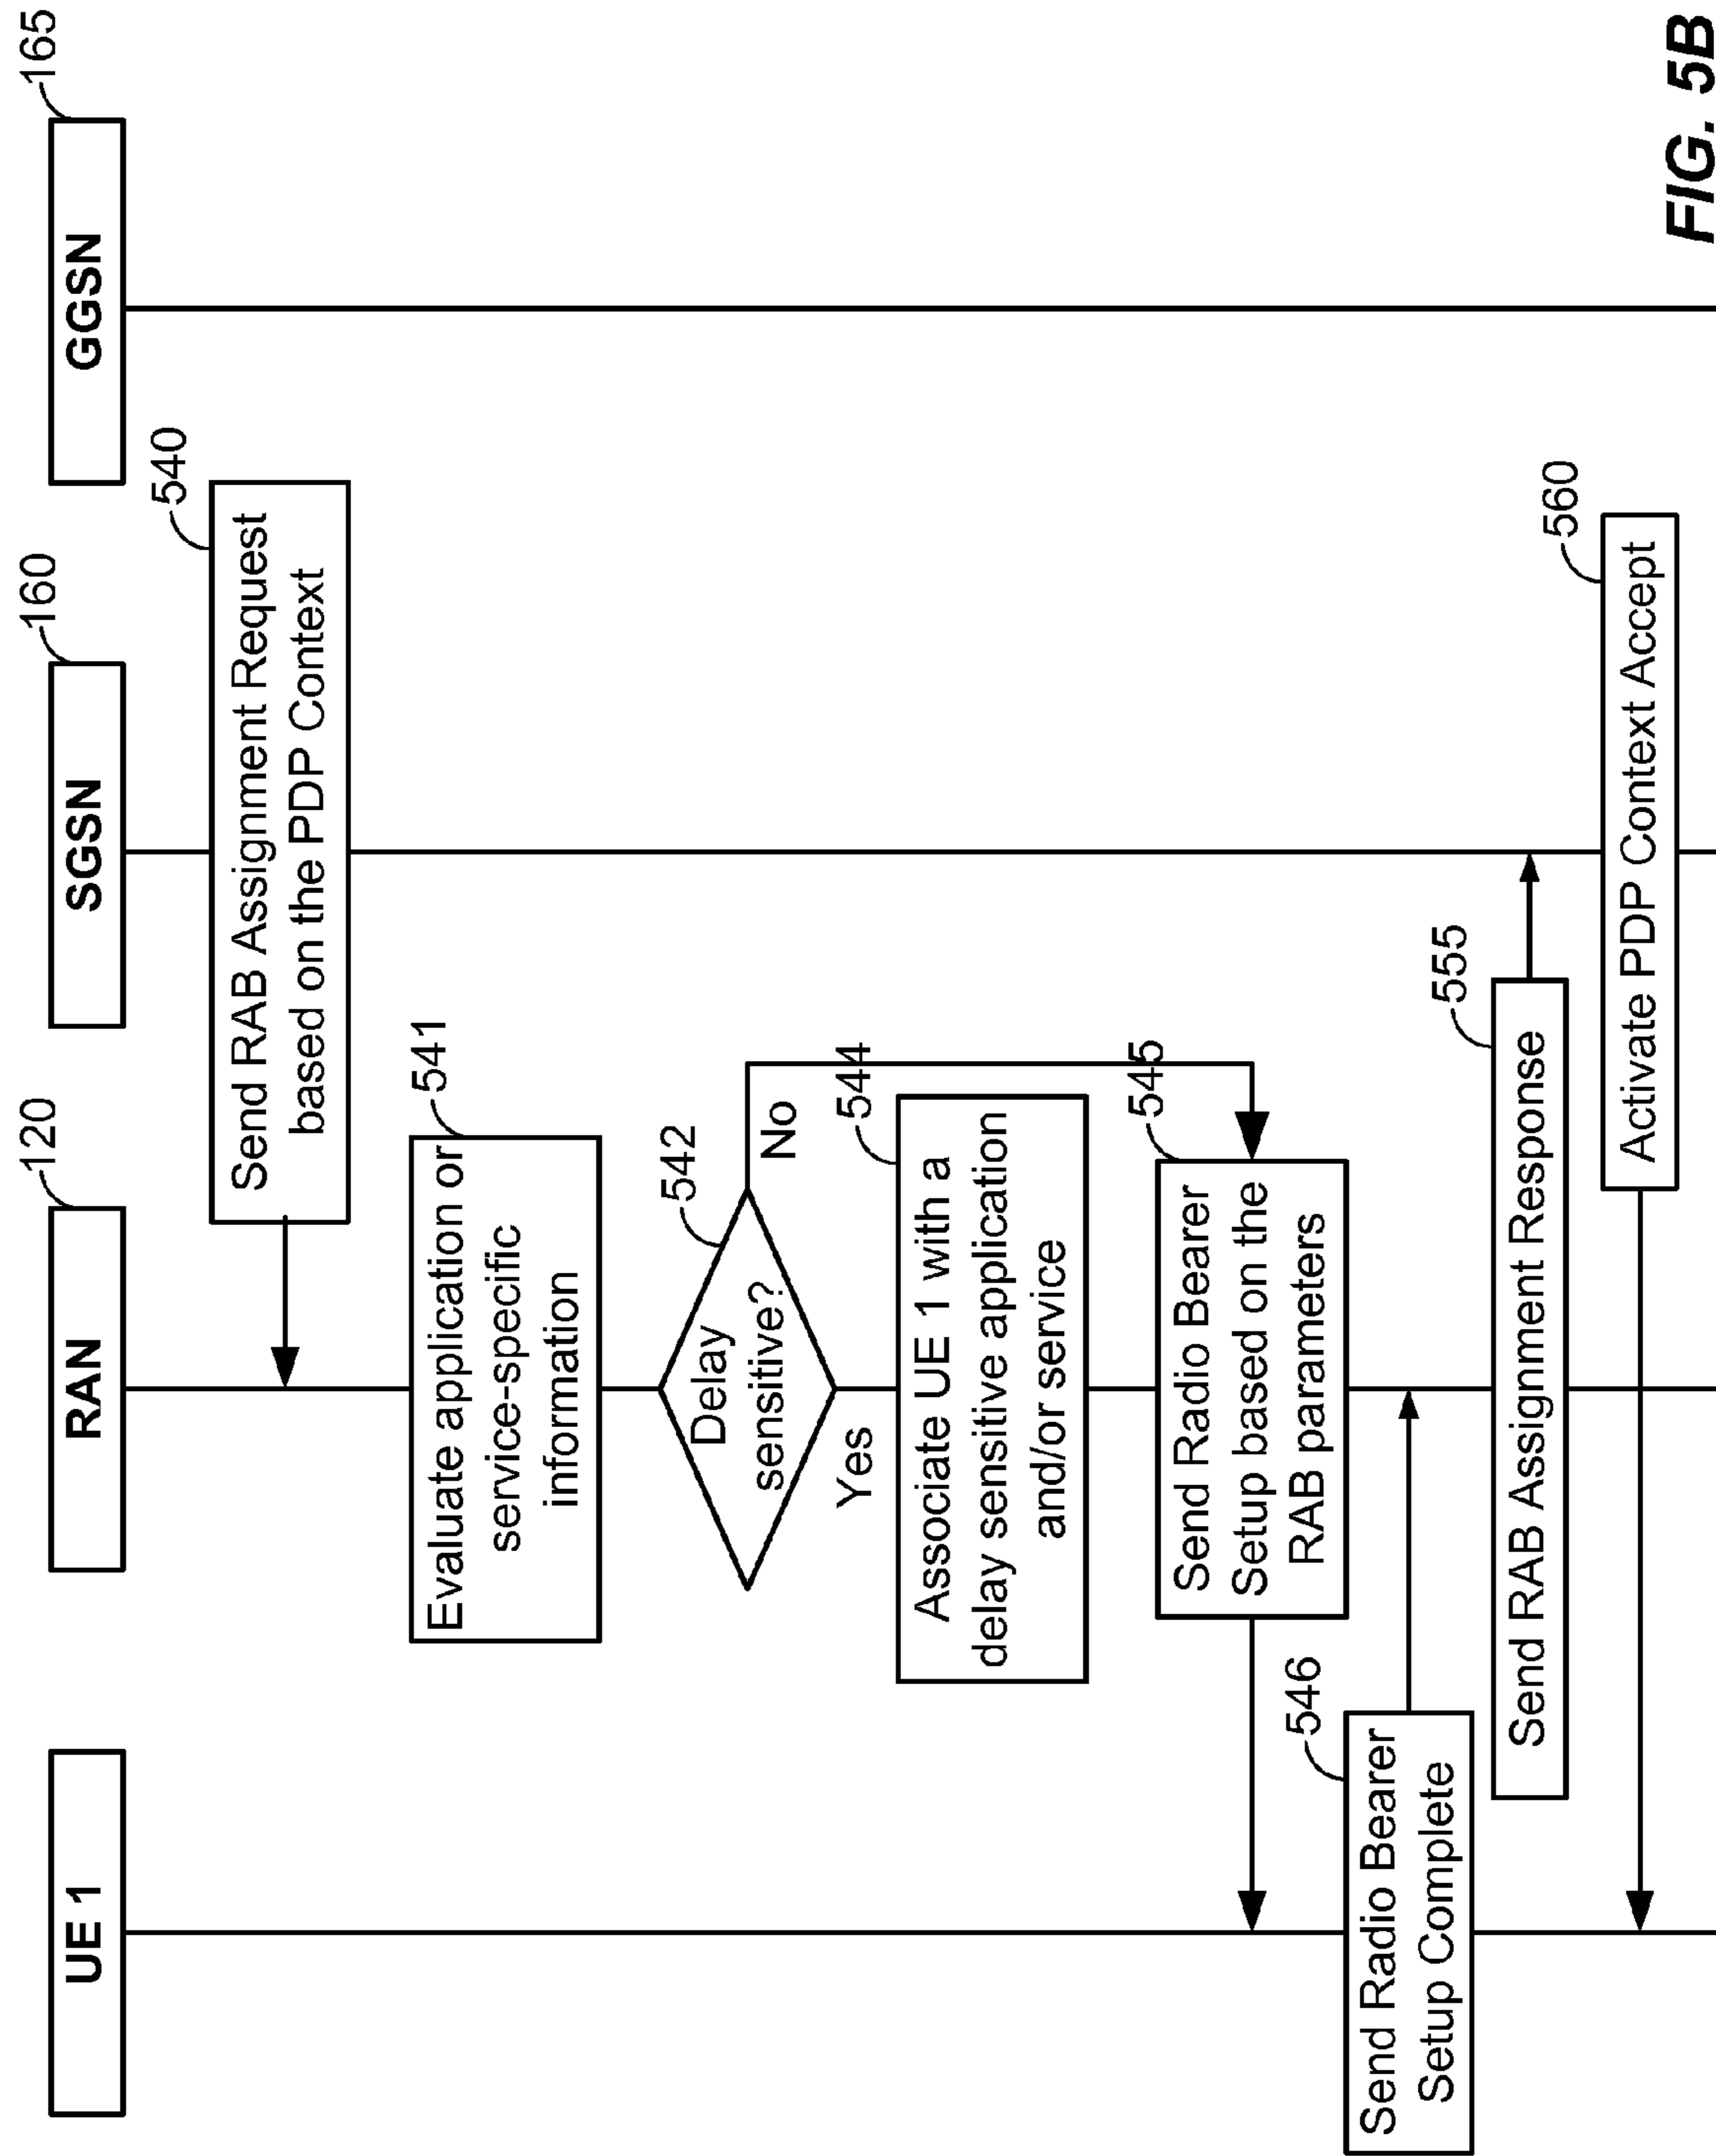 UE 1
RAN
120
SGSN
160
GGSN
165
540
Send RAB Assignment Request
based on the PDP Context
541
Evaluate application or
service-specific
information
542
Delay
sensitive?
No
Yes
544
Associate UE 1 with a
delay sensitive application
and/or service
545
Send Radio Bearer
Setup based on the
RAB parameters
546
Send Radio Bearer
Setup Complete
555
Send RAB Assignment Response
560
Activate PDP Context Accept
FIG. 5B